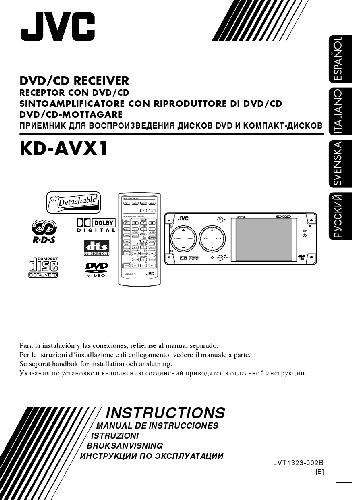 JVC
DVD/CD RECEIVER
RECEPTOR CON DVD/CD
SINTOAMPLIFICATORE CON RIPRODUTTORE DI DVD/CD
DVD/CD-MOTTAGARE
ПРИЕМНИК ДЛЯ ВОСПРОИЗВЕДЕНИЯ ДИСКОВ DVD И КОМПАКТ-ДИСКОВ
KD-AVX1
ESPAÑOL
ITALIANO
SVENSKA
РУССКИЙ
Detachable
R·D·S
DOLBY
DIGITAL
dts
COMPACT
disc
DVD
VIDEO
JVC
Para la instalación y las conexiones, refiérase al manual separado.
Per le istruzioni d'installazione e di collegamento, vedere il manuale a parte.
Se separat handbok för installation och anslutning.
Указания по установке и выполнению соединений приводятся в отдельной инструкции.
INSTRUCTIONS
MANUAL DE INSTRUCCIONES
ISTRUZIONI
BRUKSANVISNING
ИНСТРУКЦИИ ПО ЭКСПЛУАТАЦИИ
[E]